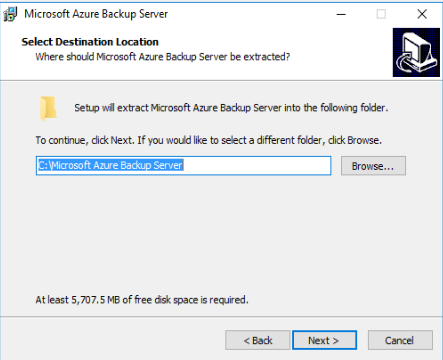 Microsoft Azure Backup Server
Select Destination Location
Where should Microsoft Azure Backup Server be extracted?
Setup will extract Microsoft Azure Backup Server into the following folder.
To continue, click Next. If you would like to select a different folder, click Browse.
C:\Microsoft Azure Backup Server
Browse...
At least 5,707.5 MB of free disk space is required.
< Back
Next >
Cancel